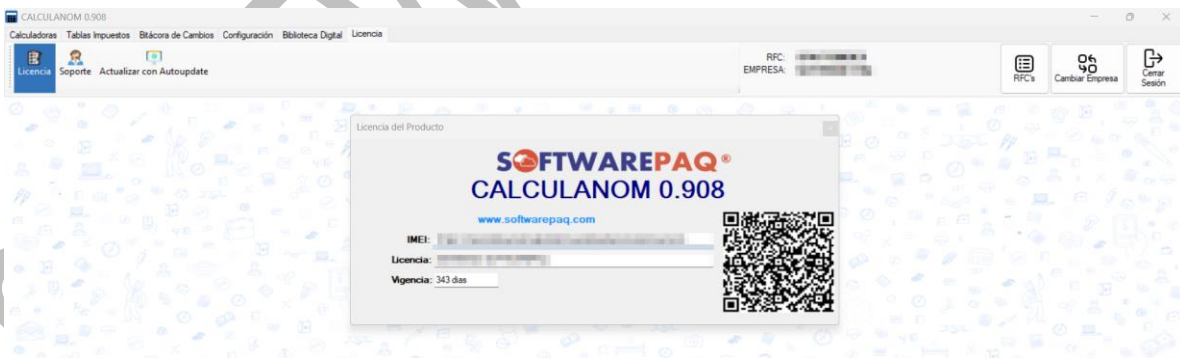 CALCULANOM 0.908
Calculadoras Tablas Impuestos Bitácora de Cambios Configuración Biblioteca Digital Licencia
Licencia Soporte Actualizar con Autoupdate
RFC:
EMPRESA:
RFC's Cambiar Empresa Cerrar Sesión
Licencia del Producto
SOFTWAREPAQ®
CALCULANOM 0.908
www.softwarepaq.com
IMEI:
Licencia:
Vigencia: 343 dias